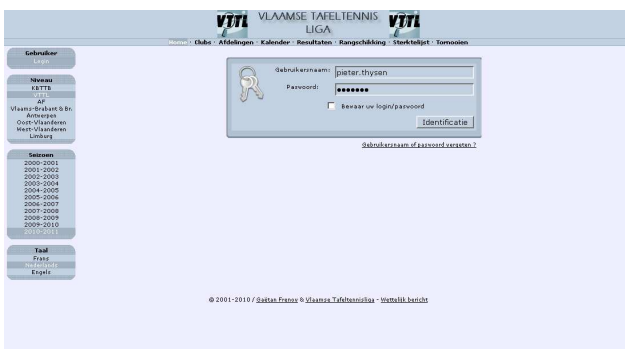 VTTL VLAAMSE TAFELTENNIS LIGA VTTL
Home · Clubs · Afdelingen · Kalender · Resultaten · Rangschikking · Sterktelijst · Tornooien
Gebruiker
Login
Niveau
KBTTB
VTTL
AF
Vlaams-Brabant & Br.
Antwerpen
Oost-Vlaanderen
West-Vlaanderen
Limburg
Seizoen
2000-2001
2001-2002
2002-2003
2003-2004
2004-2005
2005-2006
2006-2007
2007-2008
2008-2009
2009-2010
2010-2011
Taal
Frans
Nederlands
Engels
Gebruikersnaam: pieter.thysen
Paswoord: •••••••
Bewaar uw login/paswoord
Identificatie
Gebruikersnaam of paswoord vergeten ?
© 2001-2010 / Gaëtan Frenoy & Vlaamse Tafeltennisliga - Wettelijk bericht